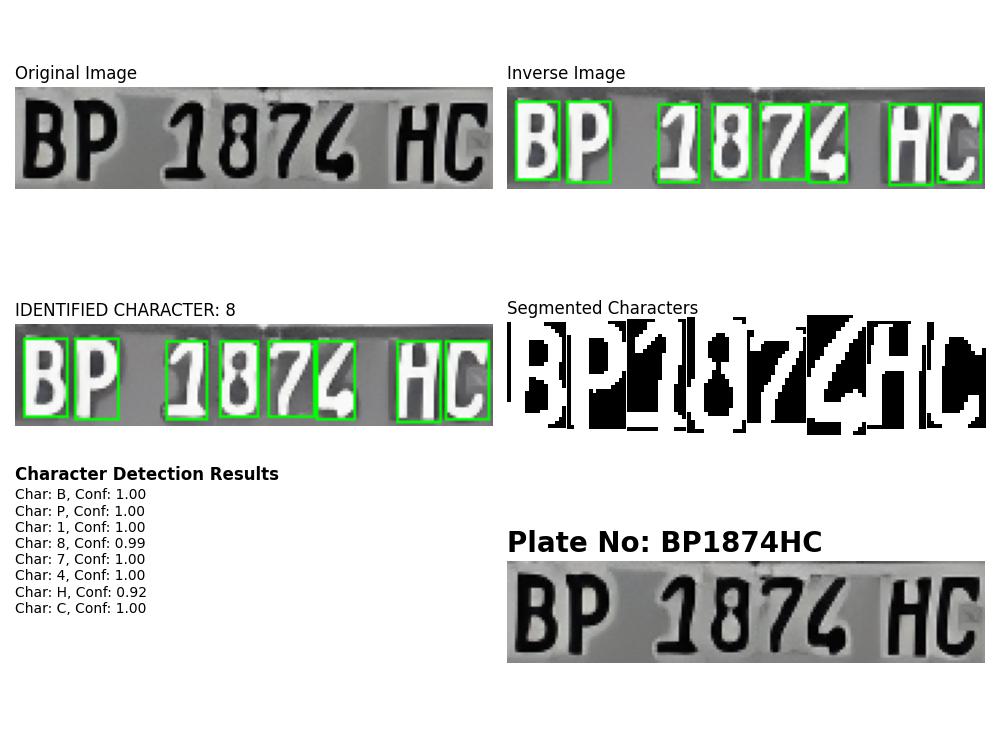 Original Image
BP 1874 HC
Inverse Image
BP 1874 HC
IDENTIFIED CHARACTER: 8
BP 1874 HC
Segmented Characters
BP1874HC
Character Detection Results
Char: B, Conf: 1.00
Char: P, Conf: 1.00
Char: 1, Conf: 1.00
Char: 8, Conf: 0.99
Char: 7, Conf: 1.00
Char: 4, Conf: 1.00
Char: H, Conf: 0.92
Char: C, Conf: 1.00
Plate No: BP1874HC
BP 1874 HC